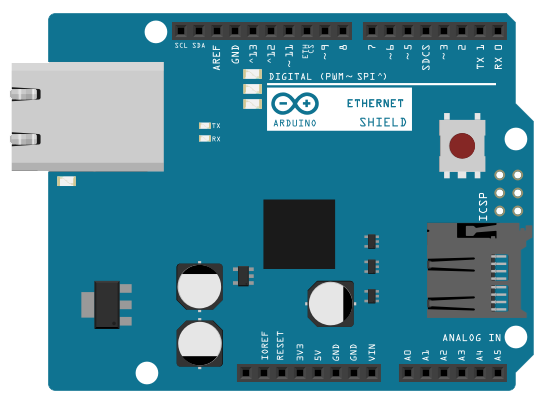 SCL SDA AREF GND ^13 ^12 ~11 ETH CS ~9 8 7 ~6 ~5 SDCS ~3 2 TX 1 RX 0
DIGITAL (PWM~ SPI^)
ETHERNET
ARDUINO SHIELD
TX
RX
ICSP
ANALOG IN
IOREF RESET 3V3 5V GND GND VIN A0 A1 A2 A3 A4 A5